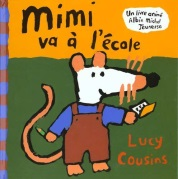 mimi
va à l'école
Un livre animé
Albin Michel
Jeunesse
Lucy
Cousins